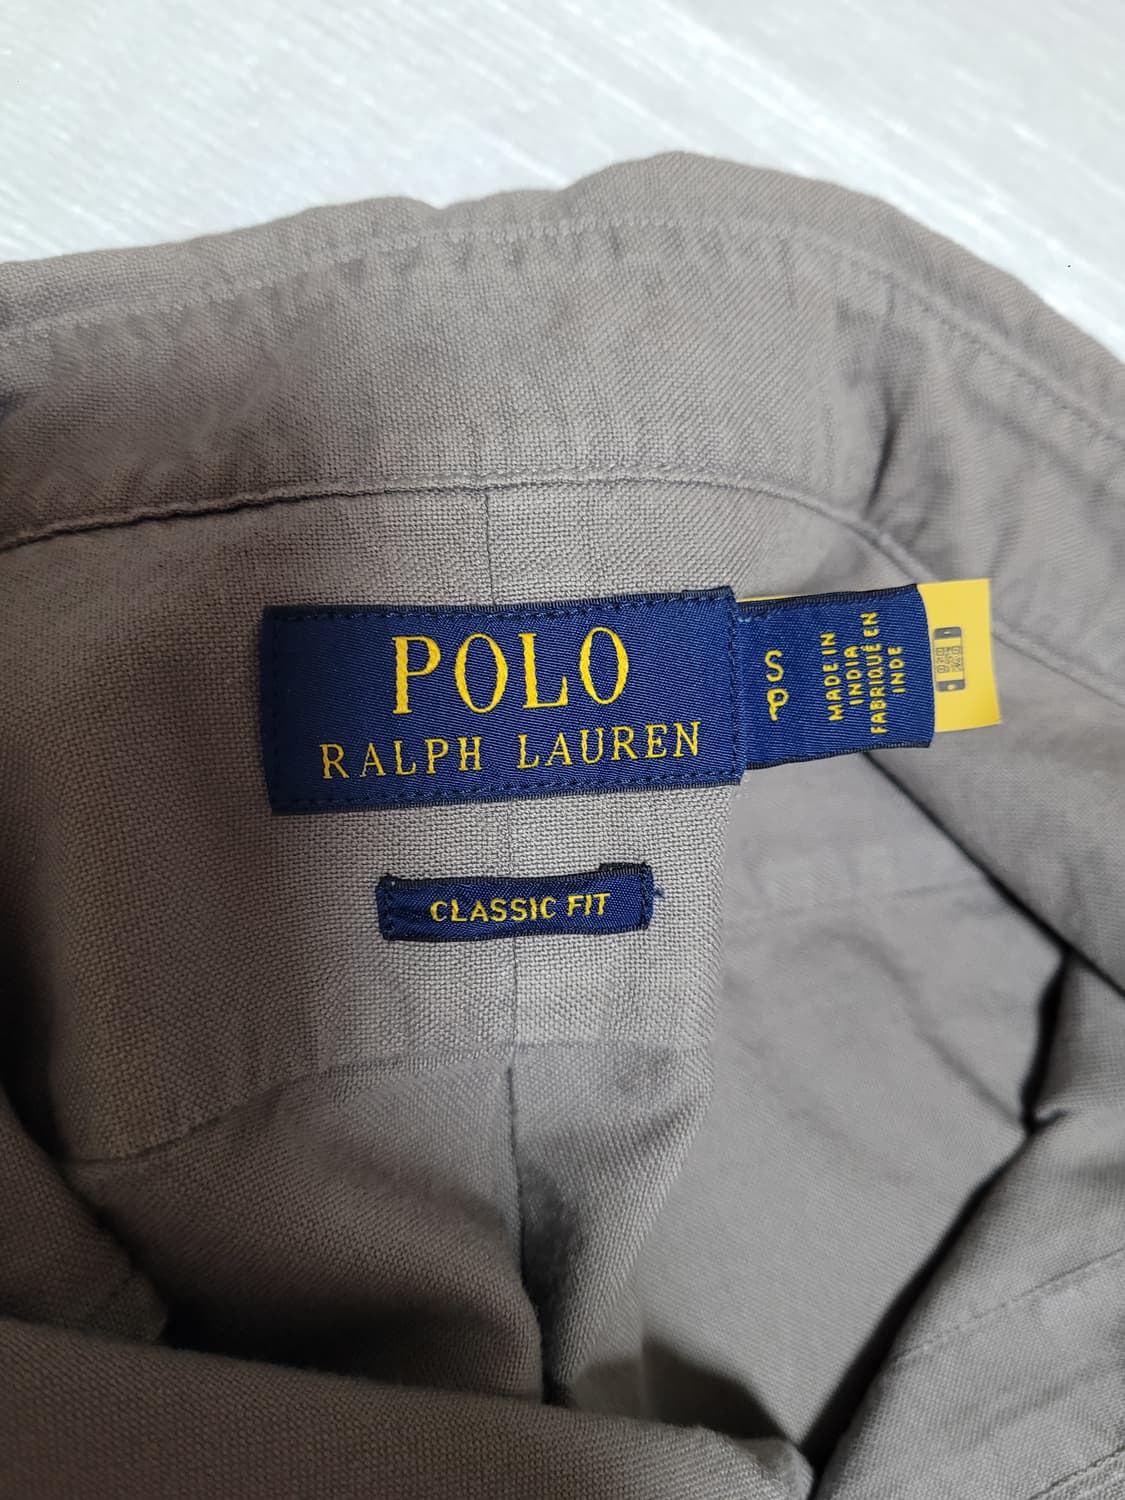 POLO
RALPH LAUREN
CLASSIC FIT
S
P
MADE IN
INDIA
FABRIQUÉ EN
INDE